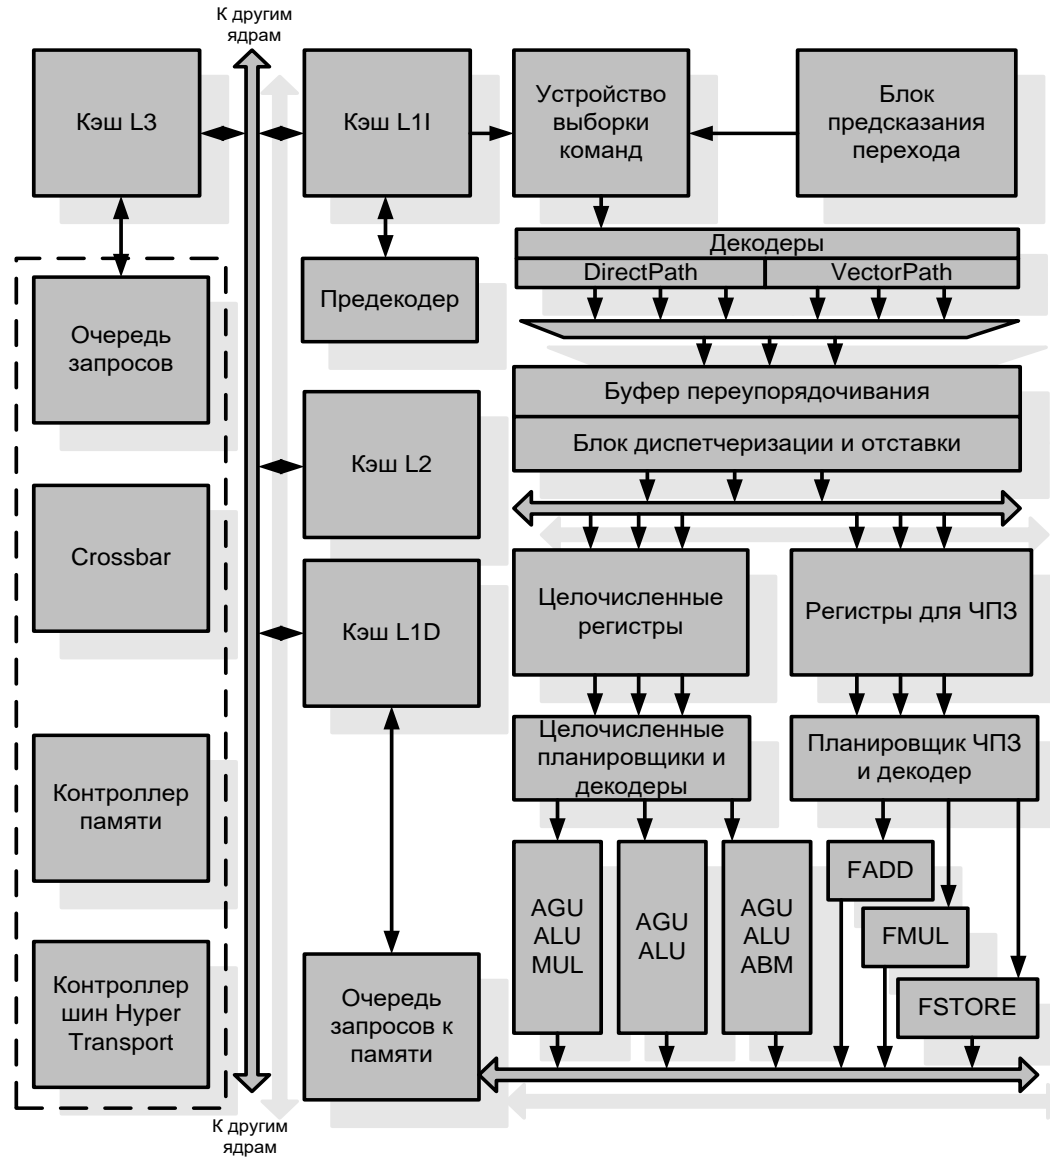 К другим
ядрам
Кэш L3
Кэш L1I
Устройство
выборки
команд
Блок
предсказания
перехода
Декодеры
DirectPath
VectorPath
Предекодер
Очередь
запросов
Буфер переупорядочивания
Блок диспетчеризации и отставки
Кэш L2
Crossbar
Целочисленные
регистры
Регистры для ЧПЗ
Кэш L1D
Целочисленные
планировщики и
декодеры
Планировщик ЧПЗ
и декодер
Контроллер
памяти
AGU
ALU
MUL
AGU
ALU
AGU
ALU
ABM
FADD
FMUL
FSTORE
Контроллер
шин Hyper
Transport
Очередь
запросов к
памяти
К другим
ядрам